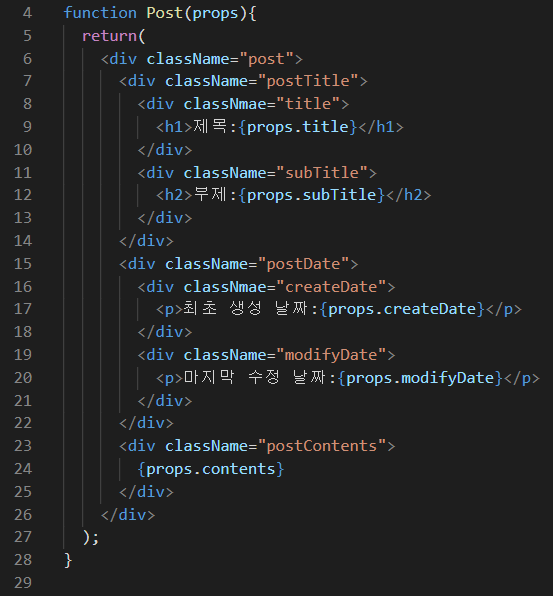 4 function Post(props){
5   return(
6     <div className="post">
7       <div className="postTitle">
8         <div classNmae="title">
9           <h1>제목:{props.title}</h1>
10         </div>
11         <div className="subTitle">
12           <h2>부제:{props.subTitle}</h2>
13         </div>
14       </div>
15       <div className="postDate">
16         <div classNmae="createDate">
17           <p>최초 생성 날짜:{props.createDate}</p>
18         </div>
19         <div className="modifyDate">
20           <p>마지막 수정 날짜:{props.modifyDate}</p>
21         </div>
22       </div>
23       <div className="postContents">
24         {props.contents}
25       </div>
26     </div>
27   );
28 }
29